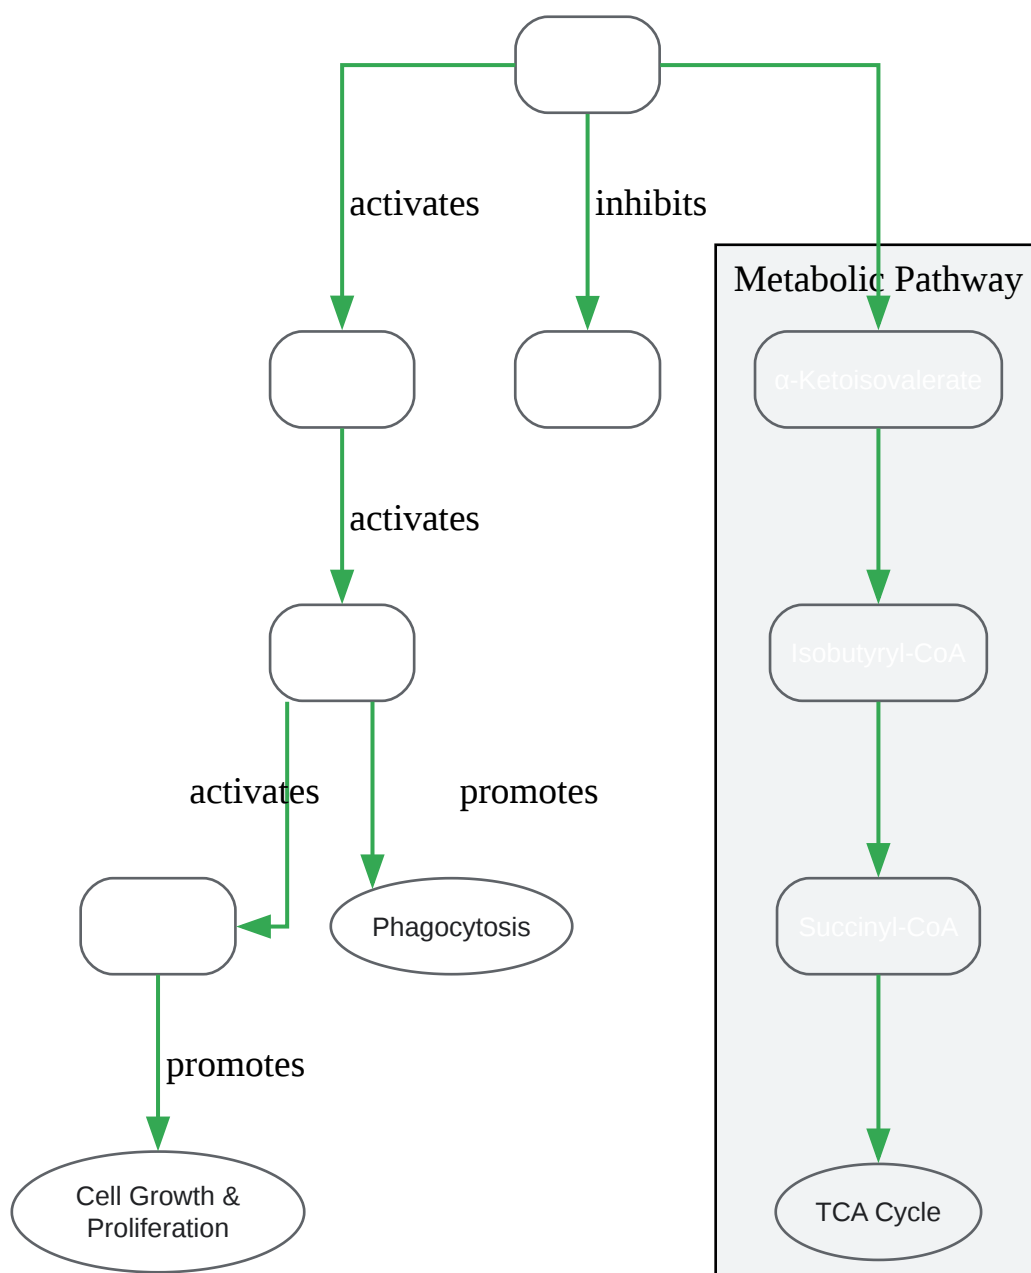 activates
inhibits
Metabolic Pathway
α-Ketoisovalerate
activates
Isobutyryl-CoA
activates
promotes
Phagocytosis
Succinyl-CoA
promotes
Cell Growth &
Proliferation
TCA Cycle